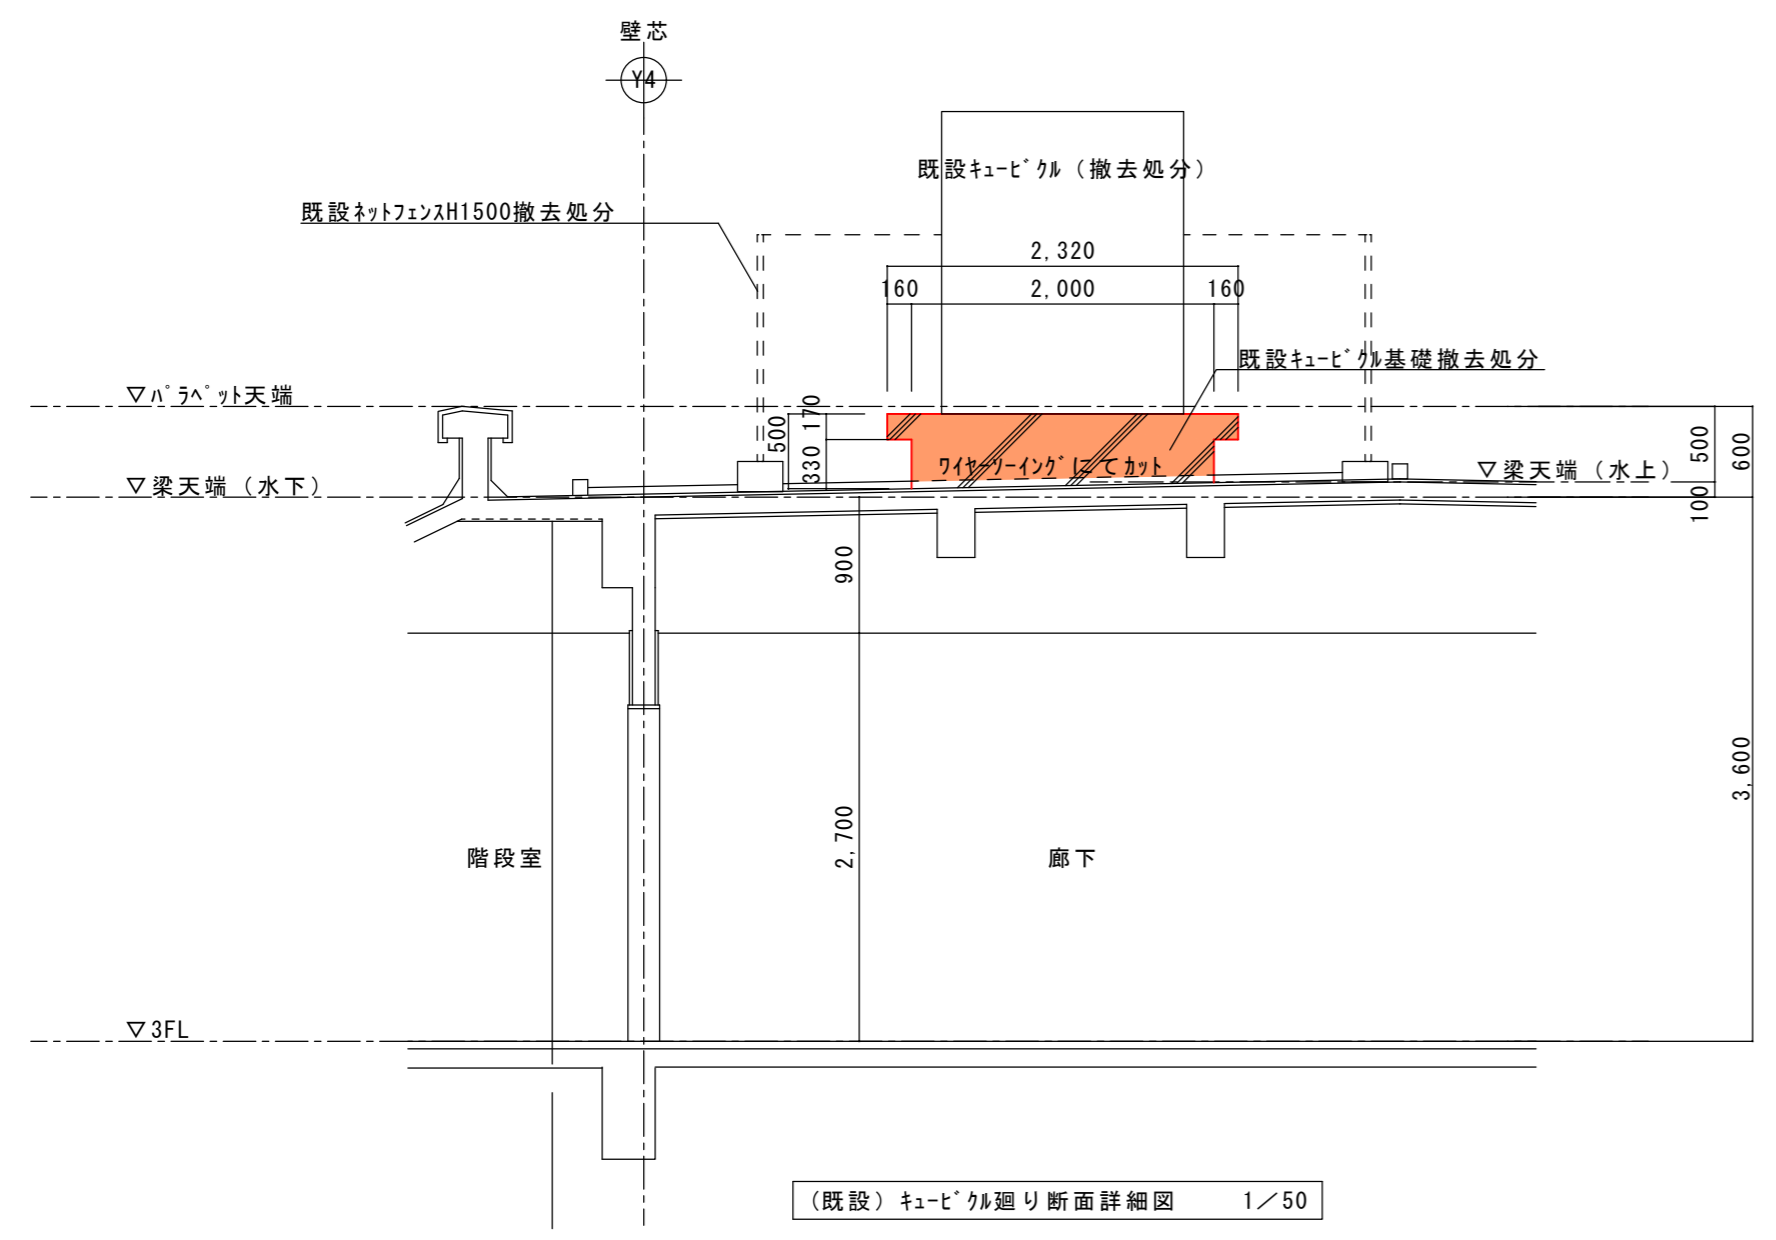 壁芯
Y4
既設ｷｭｰﾋﾞｸﾙ（撤去処分）
既設ﾈｯﾄﾌｪﾝｽH1500撤去処分
2,320
160
2,000
160
既設ｷｭｰﾋﾞｸﾙ基礎撤去処分
▽ﾊﾟﾗﾍﾟｯﾄ天端
170
500
330
500
600
ﾜｲﾔｰｿｰｲﾝｸﾞにてカット
▽梁天端（水上）
▽梁天端（水下）
100
900
3,600
2,700
階段室
廊下
▽3FL
（既設）ｷｭｰﾋﾞｸﾙ廻り断面詳細図 1／50